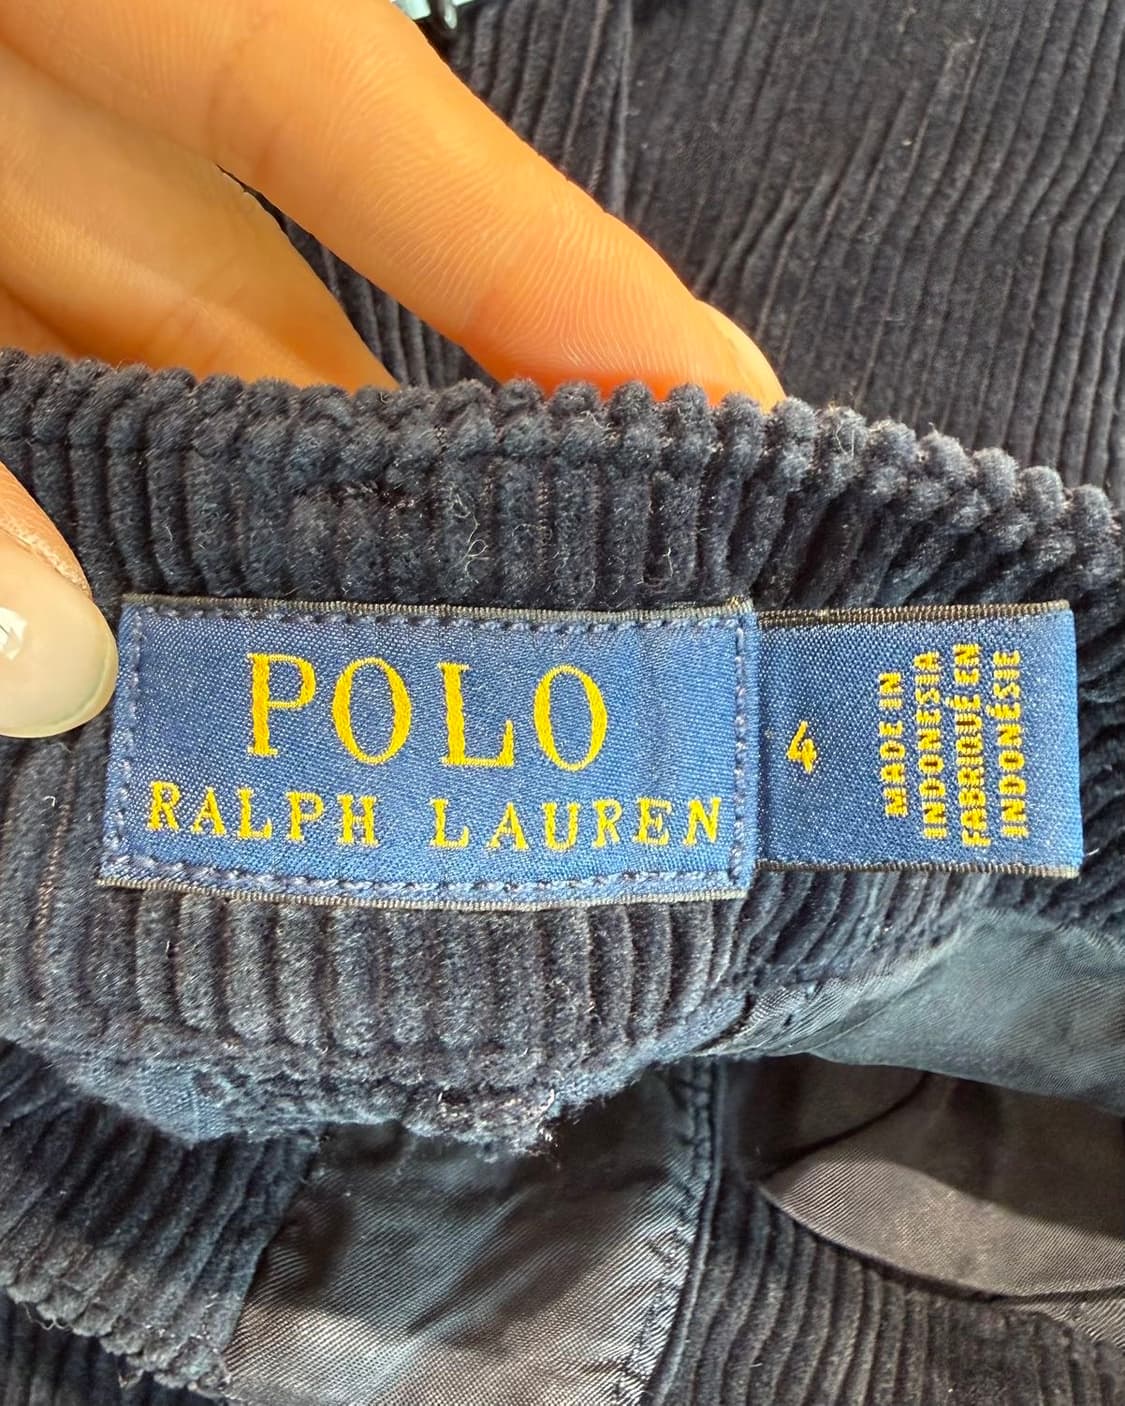 POLO
RALPH LAUREN
4
MADE IN
INDONESIA
FABRIQUÉ EN
INDONÉSIE